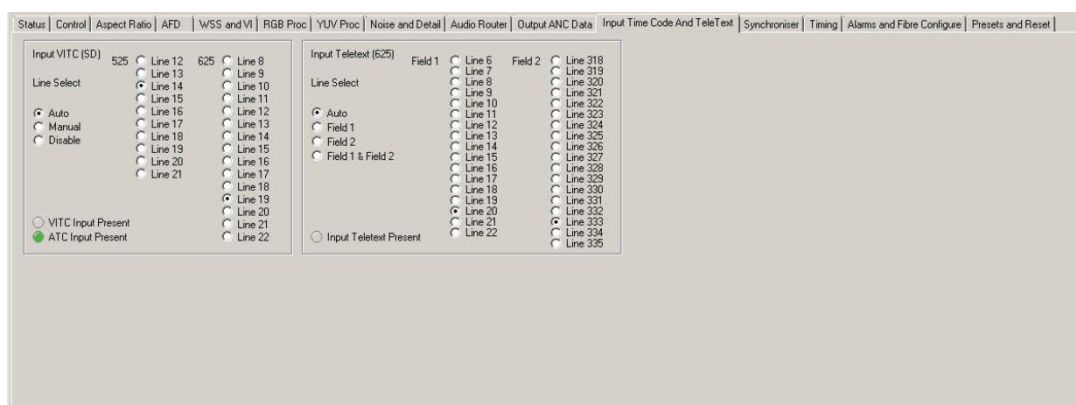 Status Control Aspect Ratio AFD WSS and VI RGB Proc YUV Proc Noise and Detail Audio Router Output ANC Data Input Time Code And TeleText Synchroniser Timing Alarms and Fibre Configure Presets and Reset
Input VITC (SD)
Line Select
Auto
Manual
Disable
VITC Input Present
ATC Input Present
525
Line 12
Line 13
Line 14
Line 15
Line 16
Line 17
Line 18
Line 19
Line 20
Line 21
625
Line 8
Line 9
Line 10
Line 11
Line 12
Line 13
Line 14
Line 15
Line 16
Line 17
Line 18
Line 19
Line 20
Line 21
Line 22
Input Teletext (625)
Line Select
Auto
Field 1
Field 2
Field 1 & Field 2
Input Teletext Present
Field 1
Line 6
Line 7
Line 8
Line 9
Line 10
Line 11
Line 12
Line 13
Line 14
Line 15
Line 16
Line 17
Line 18
Line 19
Line 20
Line 21
Line 22
Field 2
Line 318
Line 319
Line 320
Line 321
Line 322
Line 323
Line 324
Line 325
Line 326
Line 327
Line 328
Line 329
Line 330
Line 331
Line 332
Line 333
Line 334
Line 335